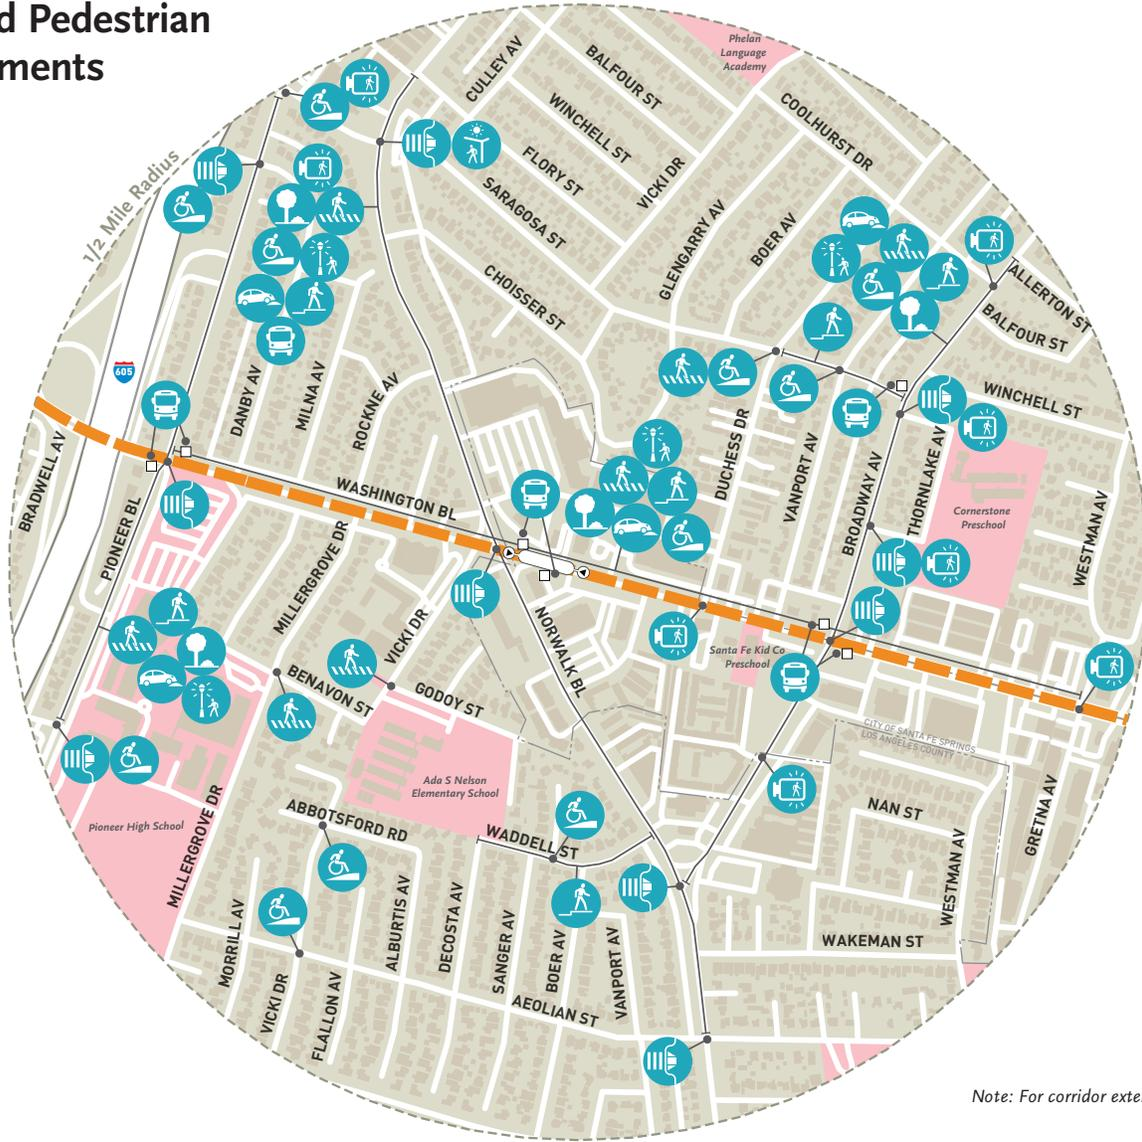 d Pedestrian
ments
1/2 Mile Radius
Phelan
Language
Academy
CULLEY AV
BALFOUR ST
COOLHURST DR
WINCHELL ST
FLORY ST
VICKI DR
SARAGOSA ST
GLENGARRY AV
BOER AV
CHOISSER ST
ALLERTON ST
BALFOUR ST
605
DANBY AV
MILNA AV
ROCKNE AV
WINCHELL ST
DUCHESS DR
VANPORT AV
BROADWAY AV
THORNLAKE AV
BRADWELL AV
WASHINGTON BL
Cornerstone
Preschool
WESTMAN AV
PIONEER BL
MILLERGROVE DR
VICKI DR
NORWALK BL
Santa Fe Kid Co
Preschool
BENAVON ST
GODOY ST
CITY OF SANTA FE SPRINGS
LOS ANGELES COUNTY
Ada S Nelson
Elementary School
Pioneer High School
MILLERGROVE DR
ABBOTSFORD RD
WADDELL ST
NAN ST
GRETNA AV
WESTMAN AV
MORRILL AV
ALBURTIS AV
DECOSTA AV
SANGER AV
BOER AV
VANPORT AV
WAKEMAN ST
VICKI DR
FLALLON AV
AEOLIAN ST
Note: For corridor exte